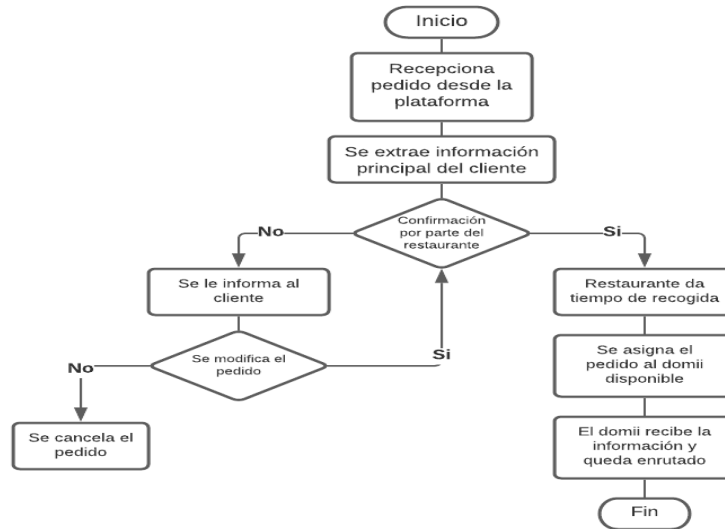 Inicio
Recepciona
pedido desde la
plataforma
Se extrae información
principal del cliente
Confirmación
por parte del
restaurante
No
Si
Se le informa al
cliente
Restaurante da
tiempo de recogida
Se modifica el
pedido
Si
No
Se asigna el
pedido al domii
disponible
Se cancela el
pedido
El domii recibe la
información y
queda enrutado
Fin